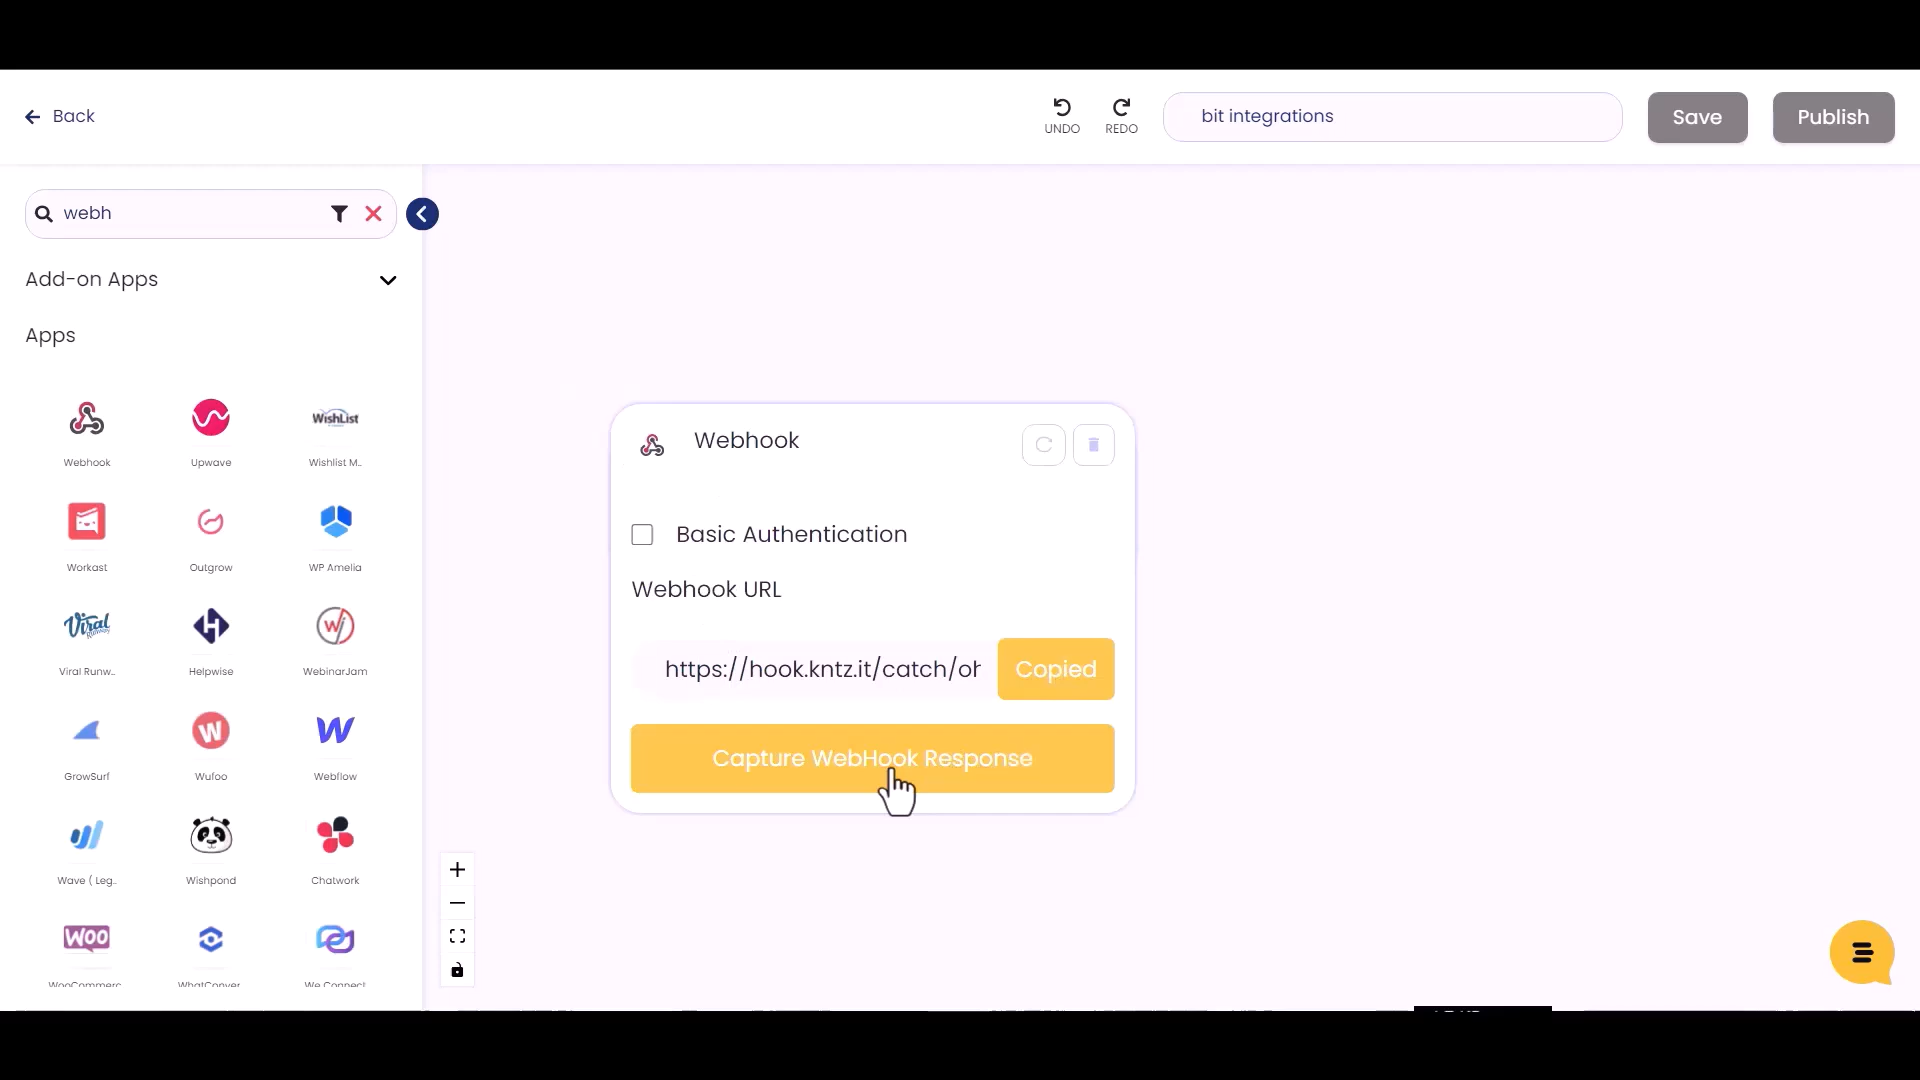 Back
UNDO
REDO
bit integrations
Save
Publish
webh
Add-on Apps
Apps
Webhook
Upwave
WishList
Wishlist M..
Workast
Outgrow
WP Amelia
Viral
Viral Runw..
Helpwise
WebinarJam
GrowSurf
Wufoo
Webflow
Wave ( Leg..
Wishpond
Chatwork
WOO
WooCommerc
WhatConver
We Connect
Webhook
Basic Authentication
Webhook URL
https://hook.kntz.it/catch/oh
Copied
Capture WebHook Response